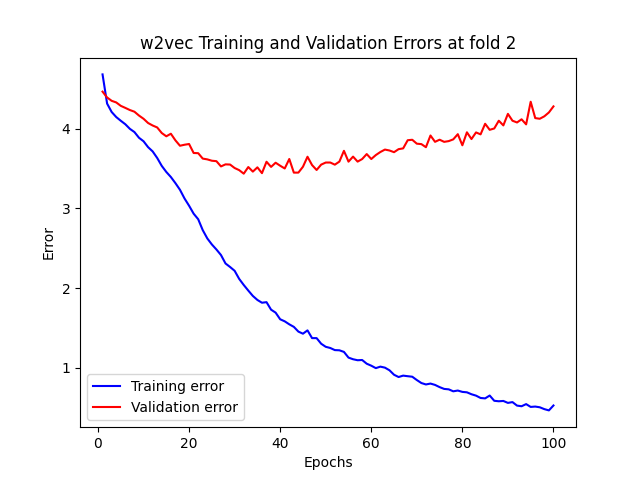 w2vec Training and Validation Errors at fold 2
Error
4
3
2
1
Training error
Validation error
0 20 40 60 80 100
Epochs